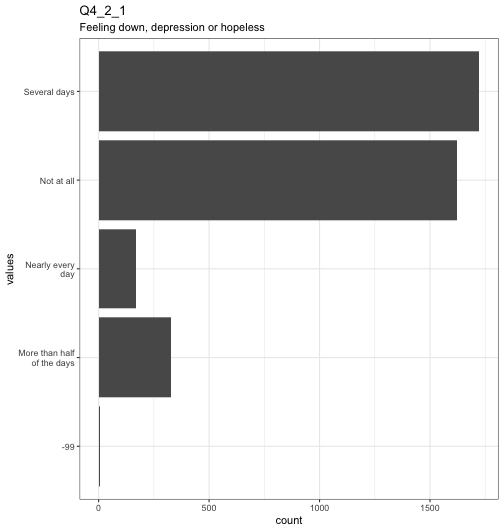 Q4_2_1
Feeling down, depression or hopeless
Several days
Not at all
Nearly every
day
More than half
of the days
-99
values
0
500
1000
1500
count